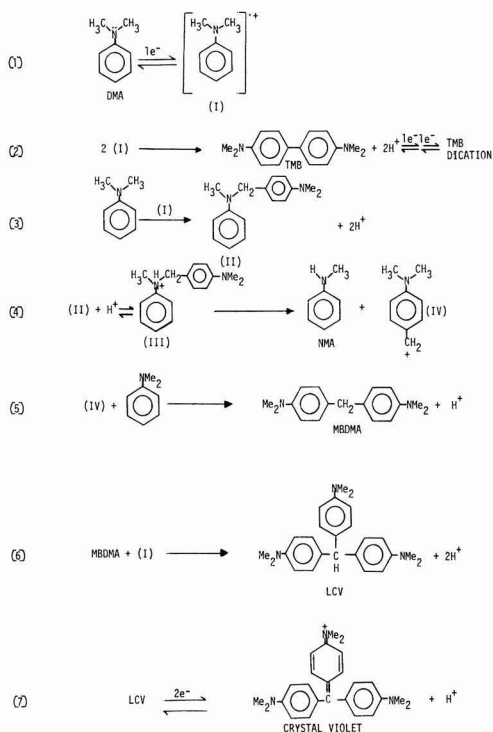 H3C N CH3 H3C N CH3 ·+
(1) 1e-
DMA (I)
(2) 2 (I) Me2N NMe2 + 2H+ 1e- 1e- TMB DICATION
TMB
H3C N CH3 H3C N CH2 NMe2
(3) (I) + 2H+
(II)
H3C H CH2 NMe2 H N CH3 H3C N CH3
N+
(4) (II) + H+ + (IV)
(III) NMA CH2
+
NMe2
(5) (IV) + Me2N CH2 NMe2 + H+
MBDMA
NMe2
(6) MBDMA + (I) Me2N C NMe2 + 2H+
H
LCV
+
NMe2
(7) LCV 2e- Me2N C NMe2 + H+
CRYSTAL VIOLET